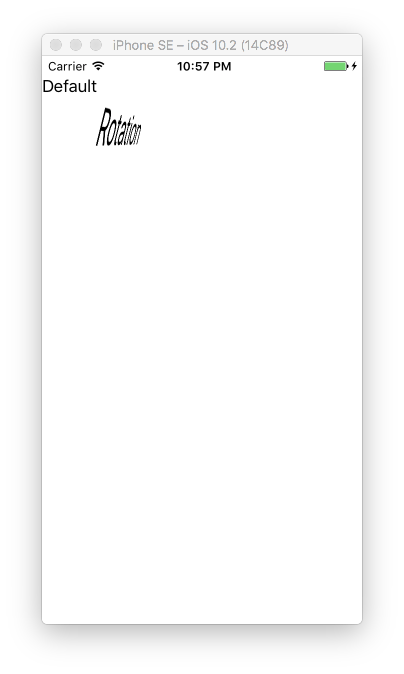 iPhone SE – iOS 10.2 (14C89)
Carrier 10:57 PM
Default
Rotation